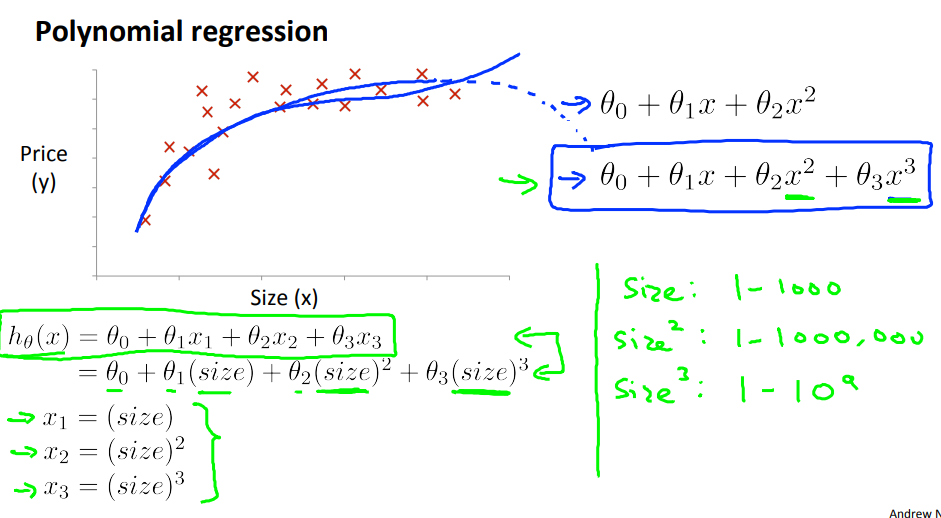 Polynomial regression
Price
(y)
Size (x)
→ θ₀ + θ₁x + θ₂x²
→ → θ₀ + θ₁x + θ₂x² + θ₃x³
h_θ(x) = θ₀ + θ₁x₁ + θ₂x₂ + θ₃x₃
= θ₀ + θ₁(size) + θ₂(size)² + θ₃(size)³
→ x₁ = (size)
→ x₂ = (size)²
→ x₃ = (size)³
Size: 1-1000
Size²: 1-1000,000
Size³: 1-10⁹
Andrew N